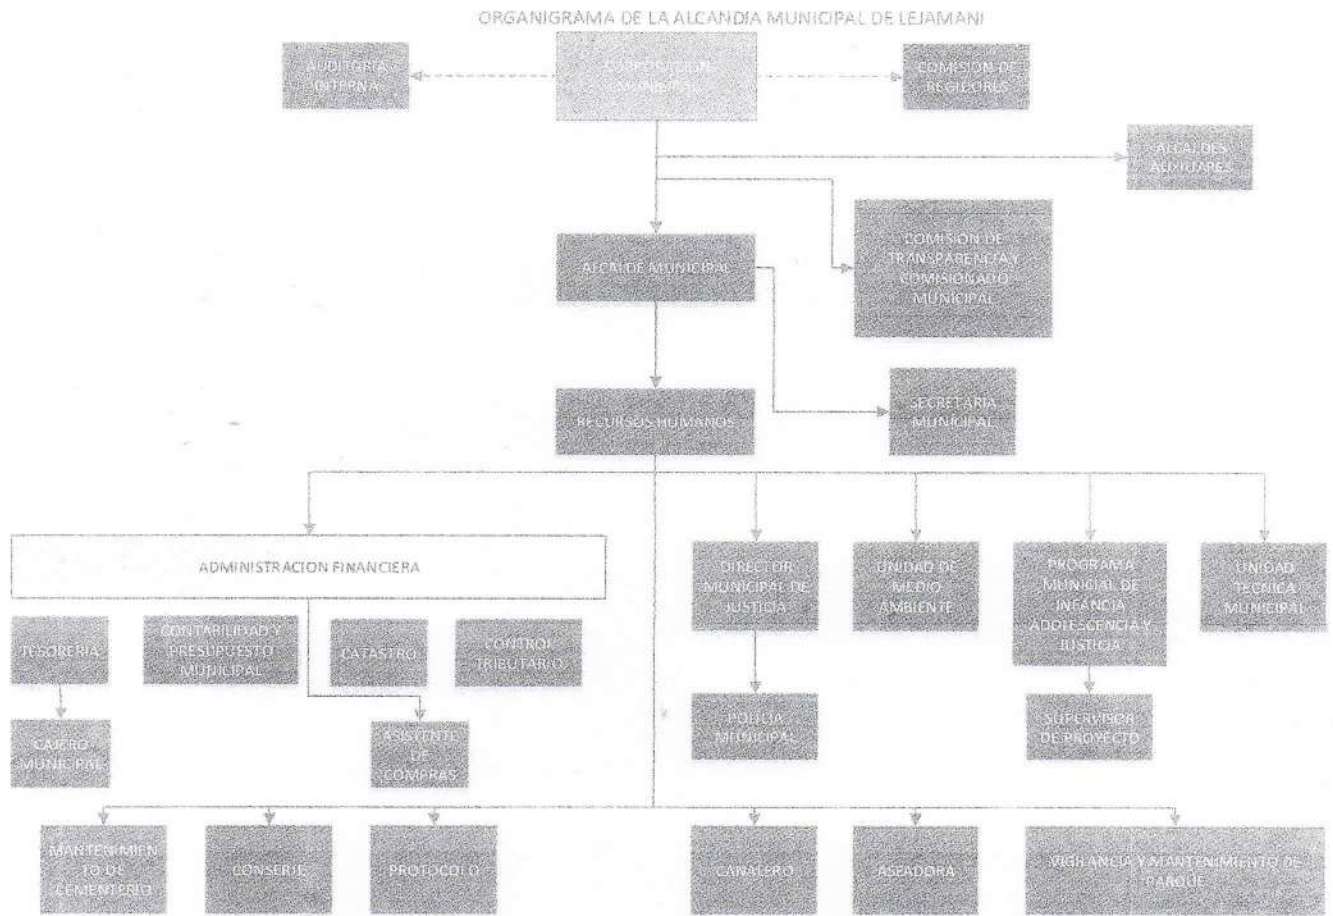 ORGANIGRAMA DE LA ALCANDIA MUNICIPAL DE LEJAMANI
AUDITORIA
INTERNA
CORPORACION
MUNICIPAL
COMISION DE
REGIDORES
ALCALDES
AUXILIARES
ALCALDE MUNICIPAL
COMISION DE
TRANSPARENCIA Y
COMISIONADO
MUNICIPAL
RECURSOS HUMANOS
SECRETARIA
MUNICIPAL
ADMINISTRACION FINANCIERA
DIRECTOR
MUNICIPAL DE
JUSTICIA
UNIDAD DE
MEDIO
AMBIENTE
PROGRAMA
MUNICIAL DE
INFANCIA
ADOLESCENCIA Y
JUSTICIA
UNIDAD
TECNICA
MUNICIPAL
TESORERIA
CONTABILIDAD Y
PRESUPUESTO
MUNICIPAL
CATASTRO
CONTROL
TRIBUTARIO
CAJERO
MUNICIPAL
ASISTENTE
DE
COMPRAS
POLICIA
MUNICIPAL
SUPERVISOR
DE PROYECTO
MANTENIMIEN
TO DE
CEMENTERIO
CONSERJE
PROTOCOLO
CANALERO
ASEADORA
VIGILANCIA Y MANTENIMIENTO DE
PARQUE